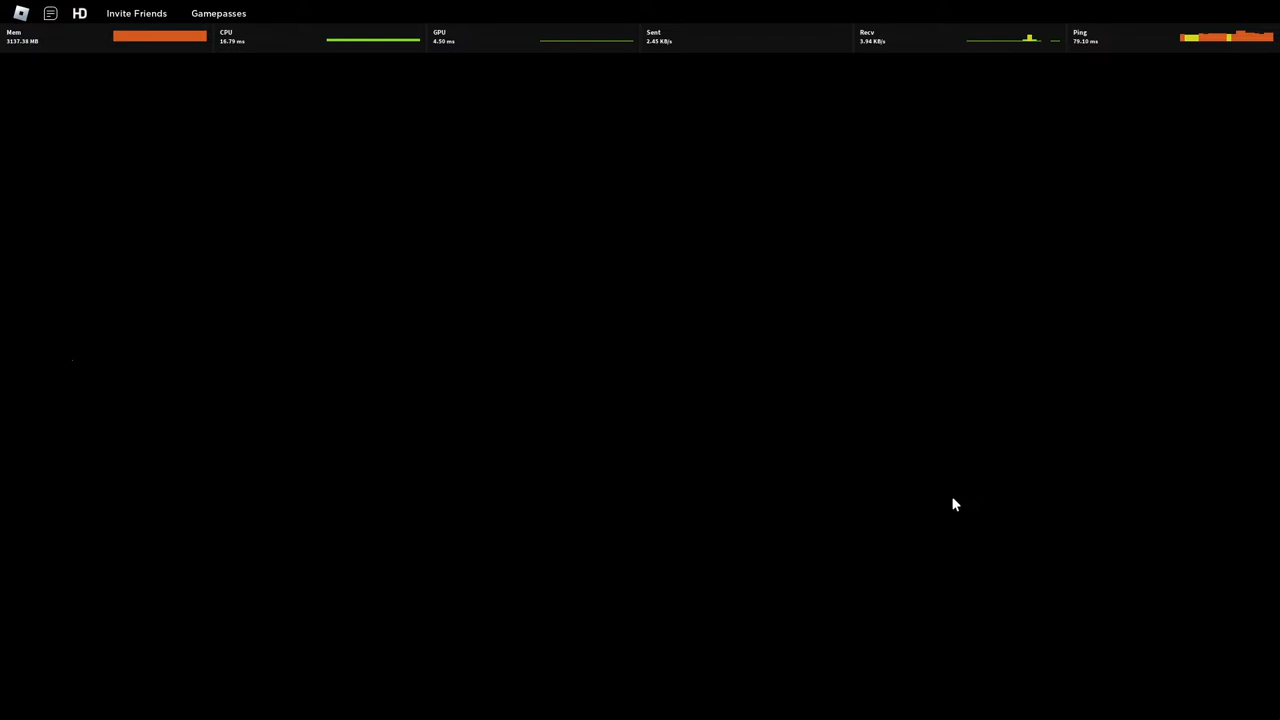 HD Invite Friends Gamepasses
Mem CPU GPU Sent Recv Ping
3137.38 MB 16.79 ms 4.50 ms 2.45 KB/s 3.94 KB/s 79.10 ms